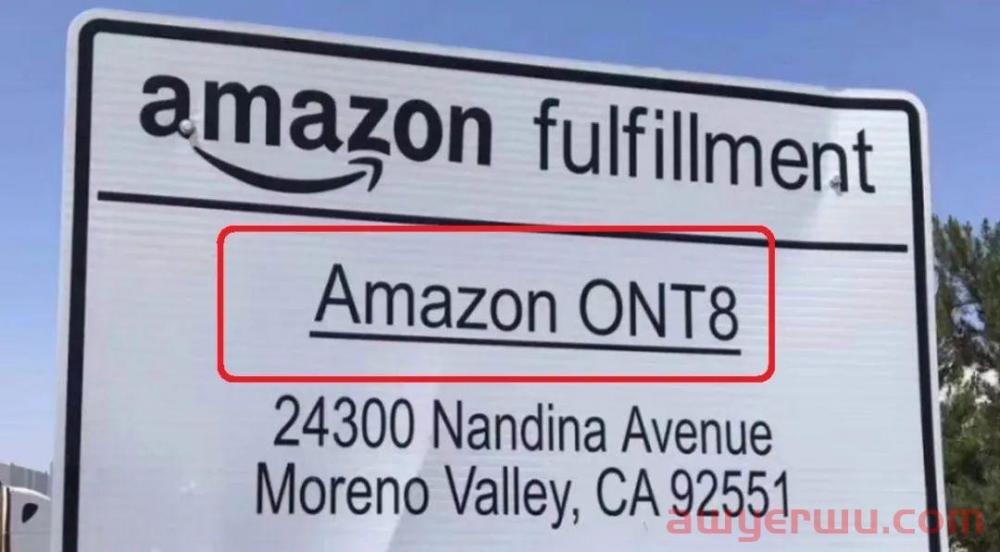 amazon fulfillment
Amazon ONT8
24300 Nandina Avenue
Moreno Valley, CA 92551
awyerwu.com